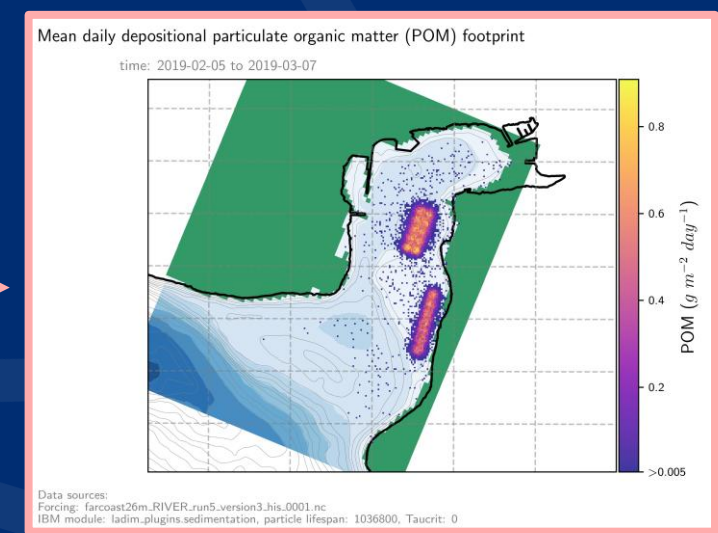 Mean daily depositional particulate organic matter (POM) footprint
time: 2019-02-05 to 2019-03-07
0.8
0.6
0.4
0.2
>0.005
POM (g m⁻² day⁻¹)
Data sources:
Forcing: farcoast26m_RIVER_run5_version3_his_0001.nc
IBM module: ladim_plugins.sedimentation, particle lifespan: 1036800, Taucrit: 0